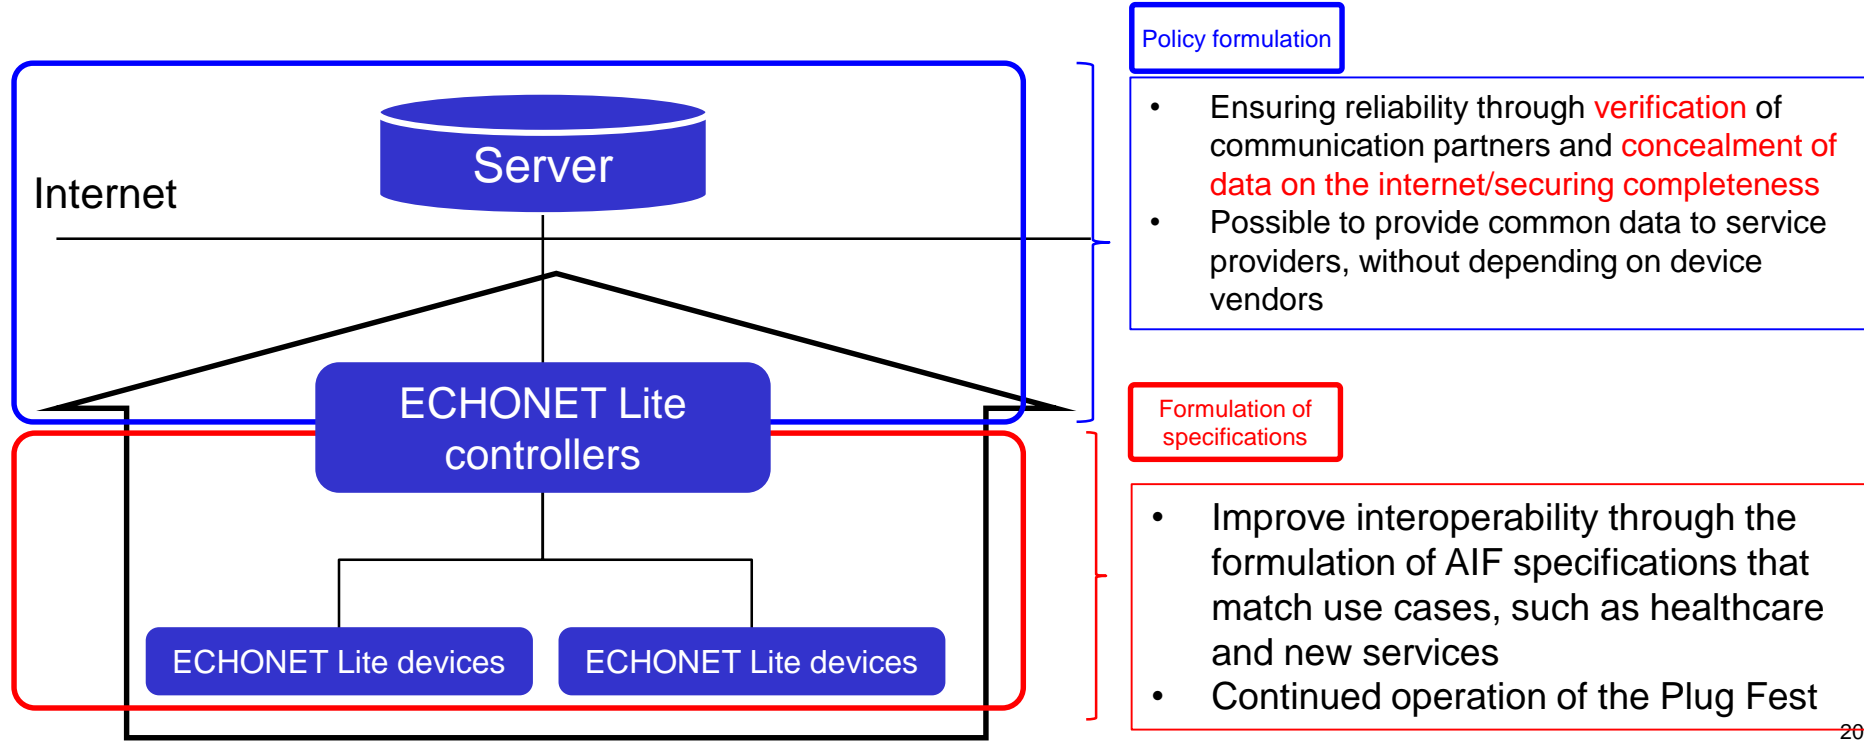 Policy formulation
• Ensuring reliability through verification of
communication partners and concealment of
data on the internet/securing completeness
• Possible to provide common data to service
providers, without depending on device
vendors
Server
Internet
ECHONET Lite
controllers
ECHONET Lite devices
ECHONET Lite devices
Formulation of
specifications
• Improve interoperability through the
formulation of AIF specifications that
match use cases, such as healthcare
and new services
• Continued operation of the Plug Fest
20